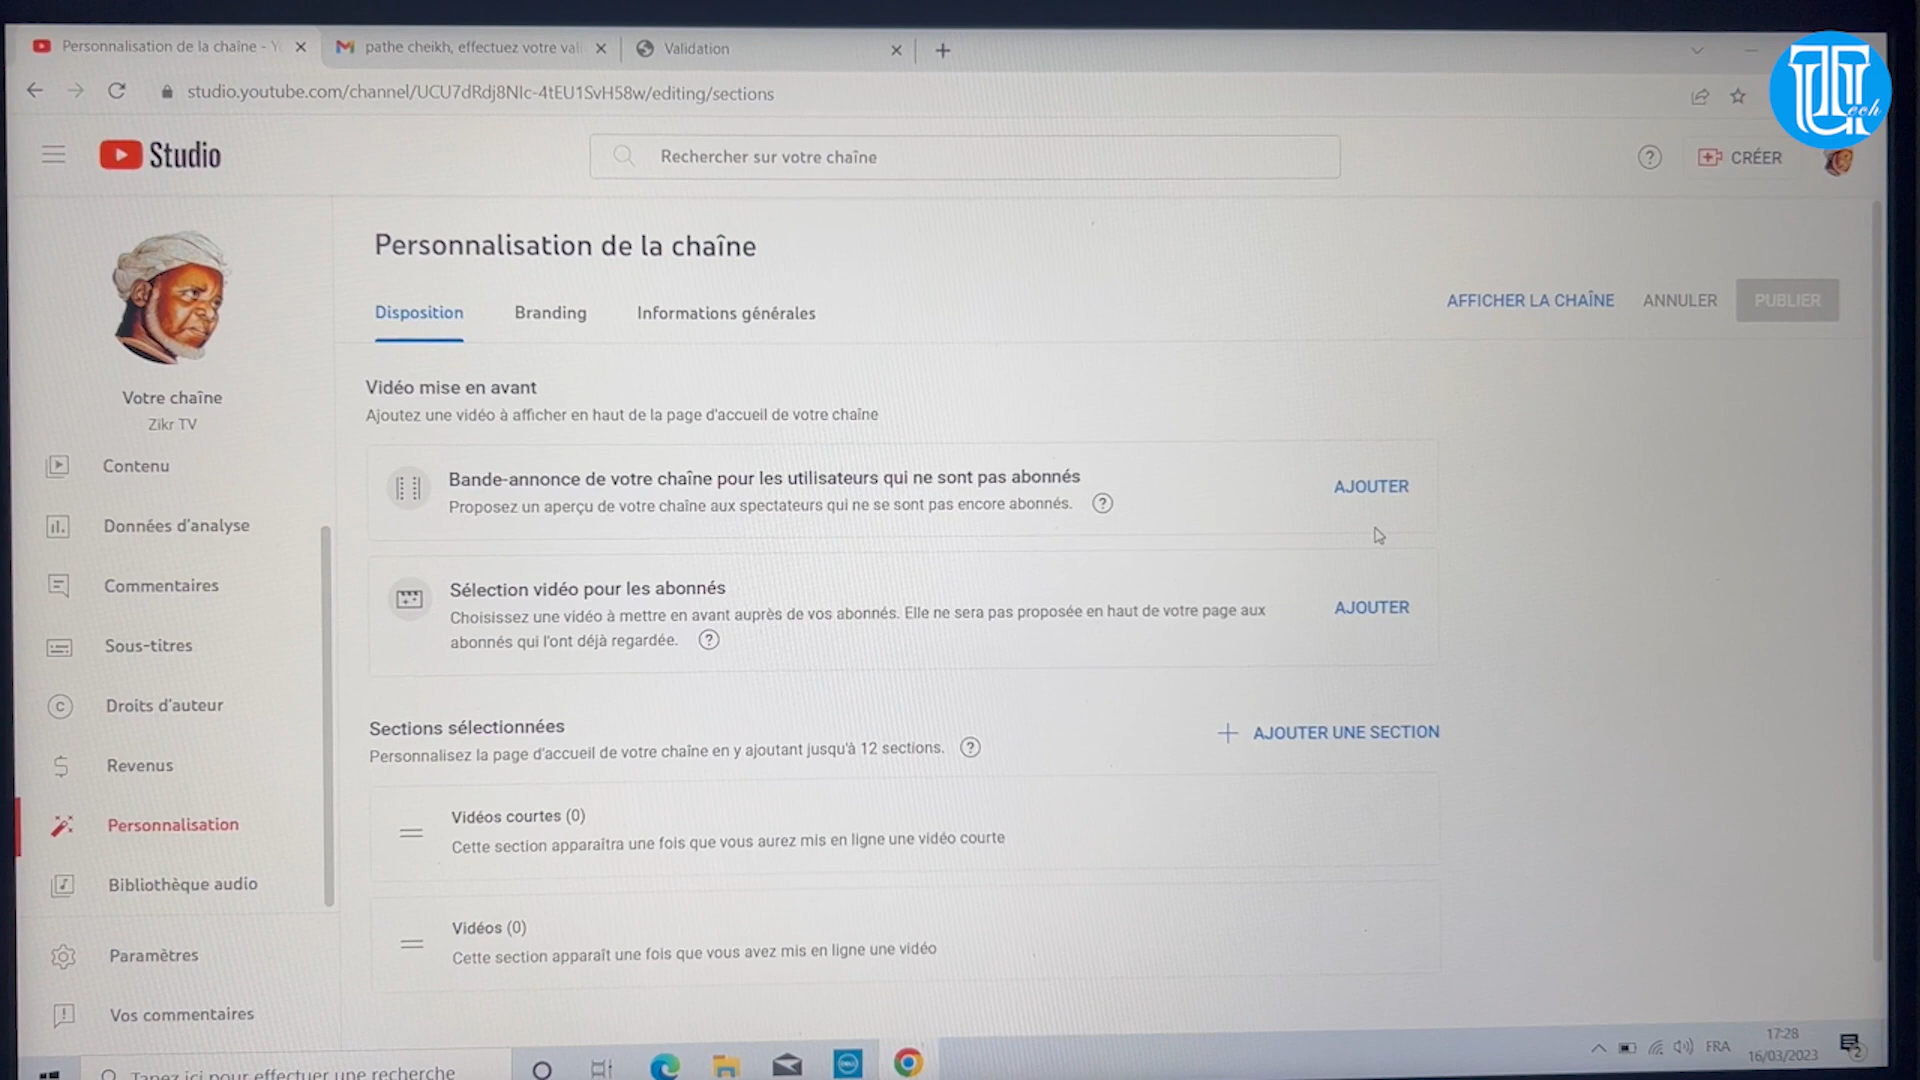 Personnalisation de la chaîne - Y
pathe cheikh, effectuez votre vali
Validation
studio.youtube.com/channel/UCU7dRdj8NIc-4tEU1SvH58w/editing/sections
UTech
Studio
Rechercher sur votre chaîne
CRÉER
Personnalisation de la chaîne
Disposition
Branding
Informations générales
AFFICHER LA CHAÎNE
ANNULER
PUBLIER
Votre chaîne
Zikr TV
Contenu
Données d'analyse
Commentaires
Sous-titres
Droits d'auteur
Revenus
Personnalisation
Bibliothèque audio
Paramètres
Vos commentaires
Vidéo mise en avant
Ajoutez une vidéo à afficher en haut de la page d'accueil de votre chaîne
Bande-annonce de votre chaîne pour les utilisateurs qui ne sont pas abonnés
Proposez un aperçu de votre chaîne aux spectateurs qui ne se sont pas encore abonnés.
AJOUTER
Sélection vidéo pour les abonnés
Choisissez une vidéo à mettre en avant auprès de vos abonnés. Elle ne sera pas proposée en haut de votre page aux
abonnés qui l'ont déjà regardée.
AJOUTER
Sections sélectionnées
Personnalisez la page d'accueil de votre chaîne en y ajoutant jusqu'à 12 sections.
AJOUTER UNE SECTION
Vidéos courtes (0)
Cette section apparaîtra une fois que vous aurez mis en ligne une vidéo courte
Vidéos (0)
Cette section apparaît une fois que vous avez mis en ligne une vidéo
Tapez ici pour effectuer une recherche
DELL
FRA
17:28
16/03/2023
2